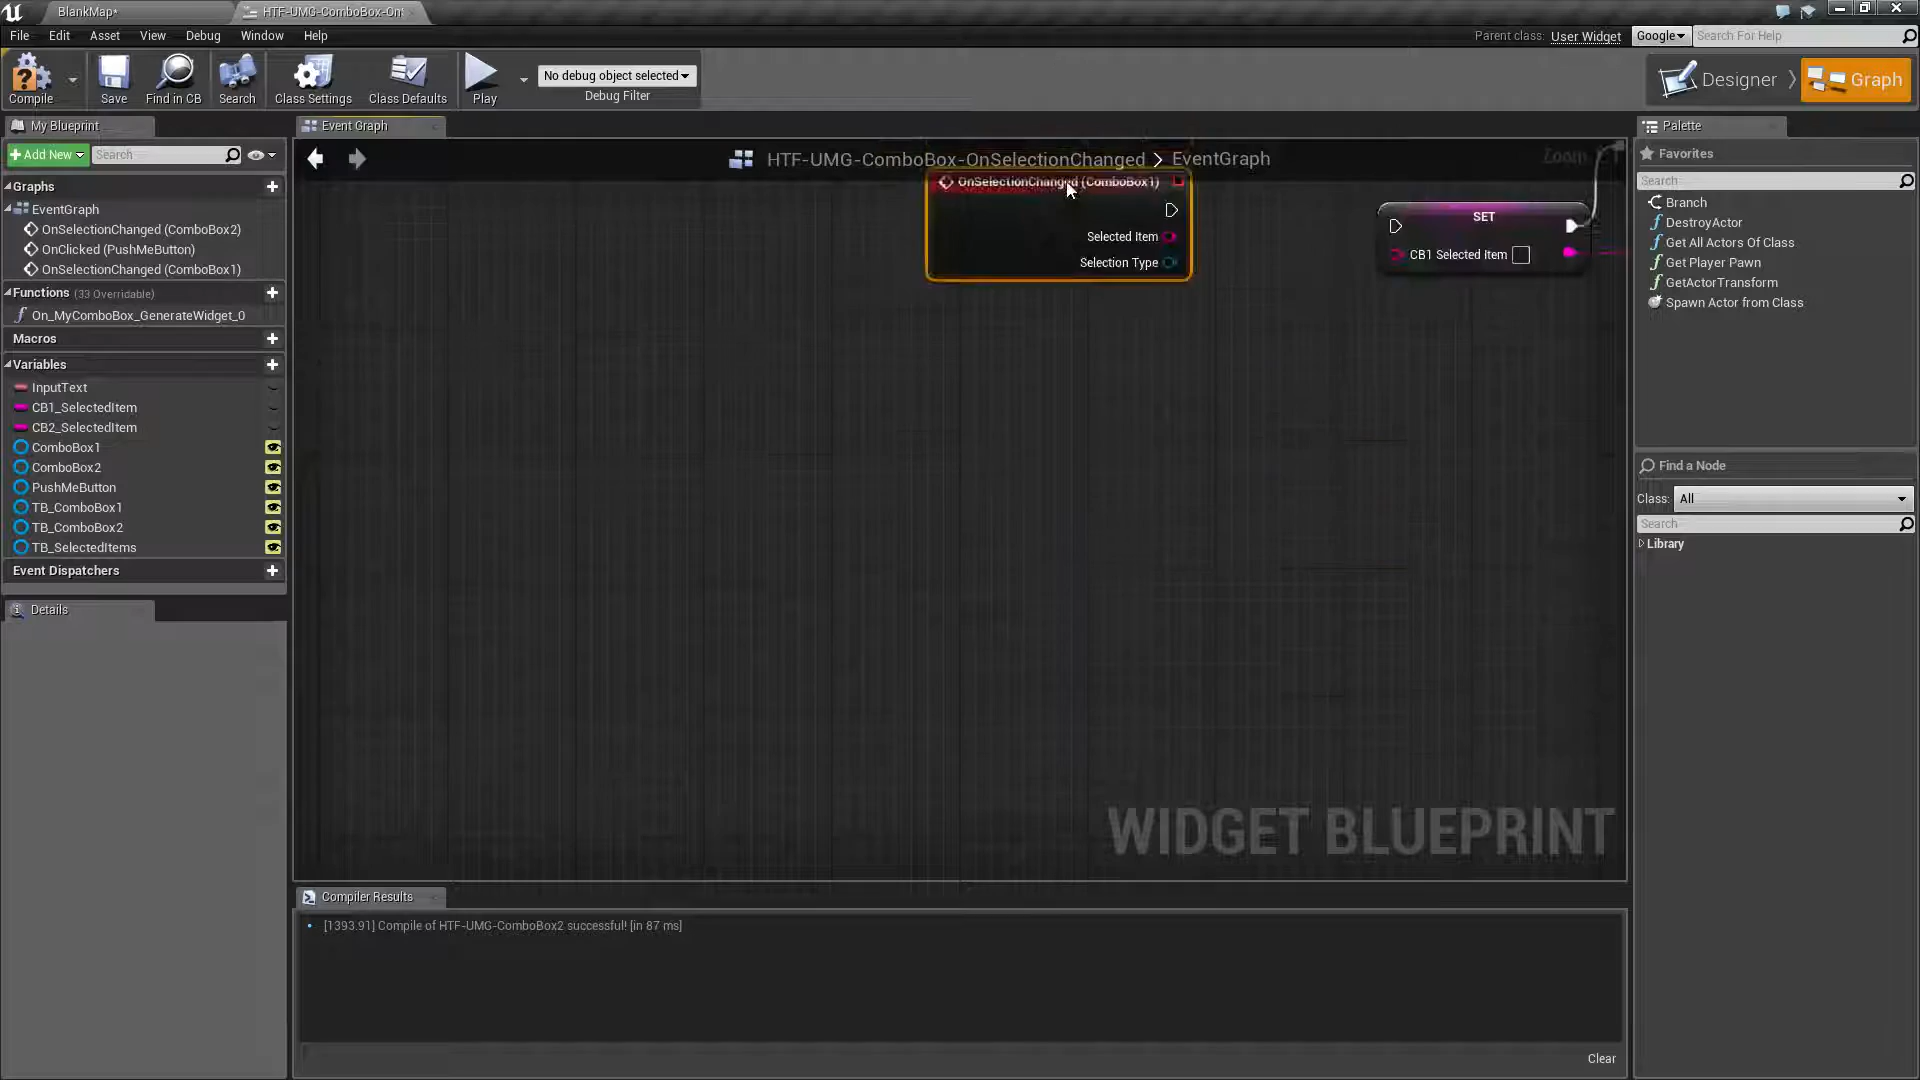 BlankMap*
HTF-UMG-ComboBox-On
File Edit Asset View Debug Window Help
Parent class: User Widget
Google
Search For Help
Compile
Save
Find in CB
Search
Class Settings
Class Defaults
Play
No debug object selected
Debug Filter
Designer
Graph
My Blueprint
Add New
Search
Graphs
EventGraph
OnSelectionChanged (ComboBox2)
OnClicked (PushMeButton)
OnSelectionChanged (ComboBox1)
Functions (33 Overridable)
On_MyComboBox_GenerateWidget_0
Macros
Variables
InputText
CB1_SelectedItem
CB2_SelectedItem
ComboBox1
ComboBox2
PushMeButton
TB_ComboBox1
TB_ComboBox2
TB_SelectedItems
Event Dispatchers
Details
Event Graph
HTF-UMG-ComboBox-OnSelectionChanged > EventGraph
Zoom
OnSelectionChanged (ComboBox1)
Selected Item
Selection Type
SET
CB1 Selected Item
WIDGET BLUEPRINT
Compiler Results
[1393.91] Compile of HTF-UMG-ComboBox2 successful! [in 87 ms]
Clear
Palette
Favorites
Search
Branch
DestroyActor
Get All Actors Of Class
Get Player Pawn
GetActorTransform
Spawn Actor from Class
Find a Node
Class: All
Search
Library